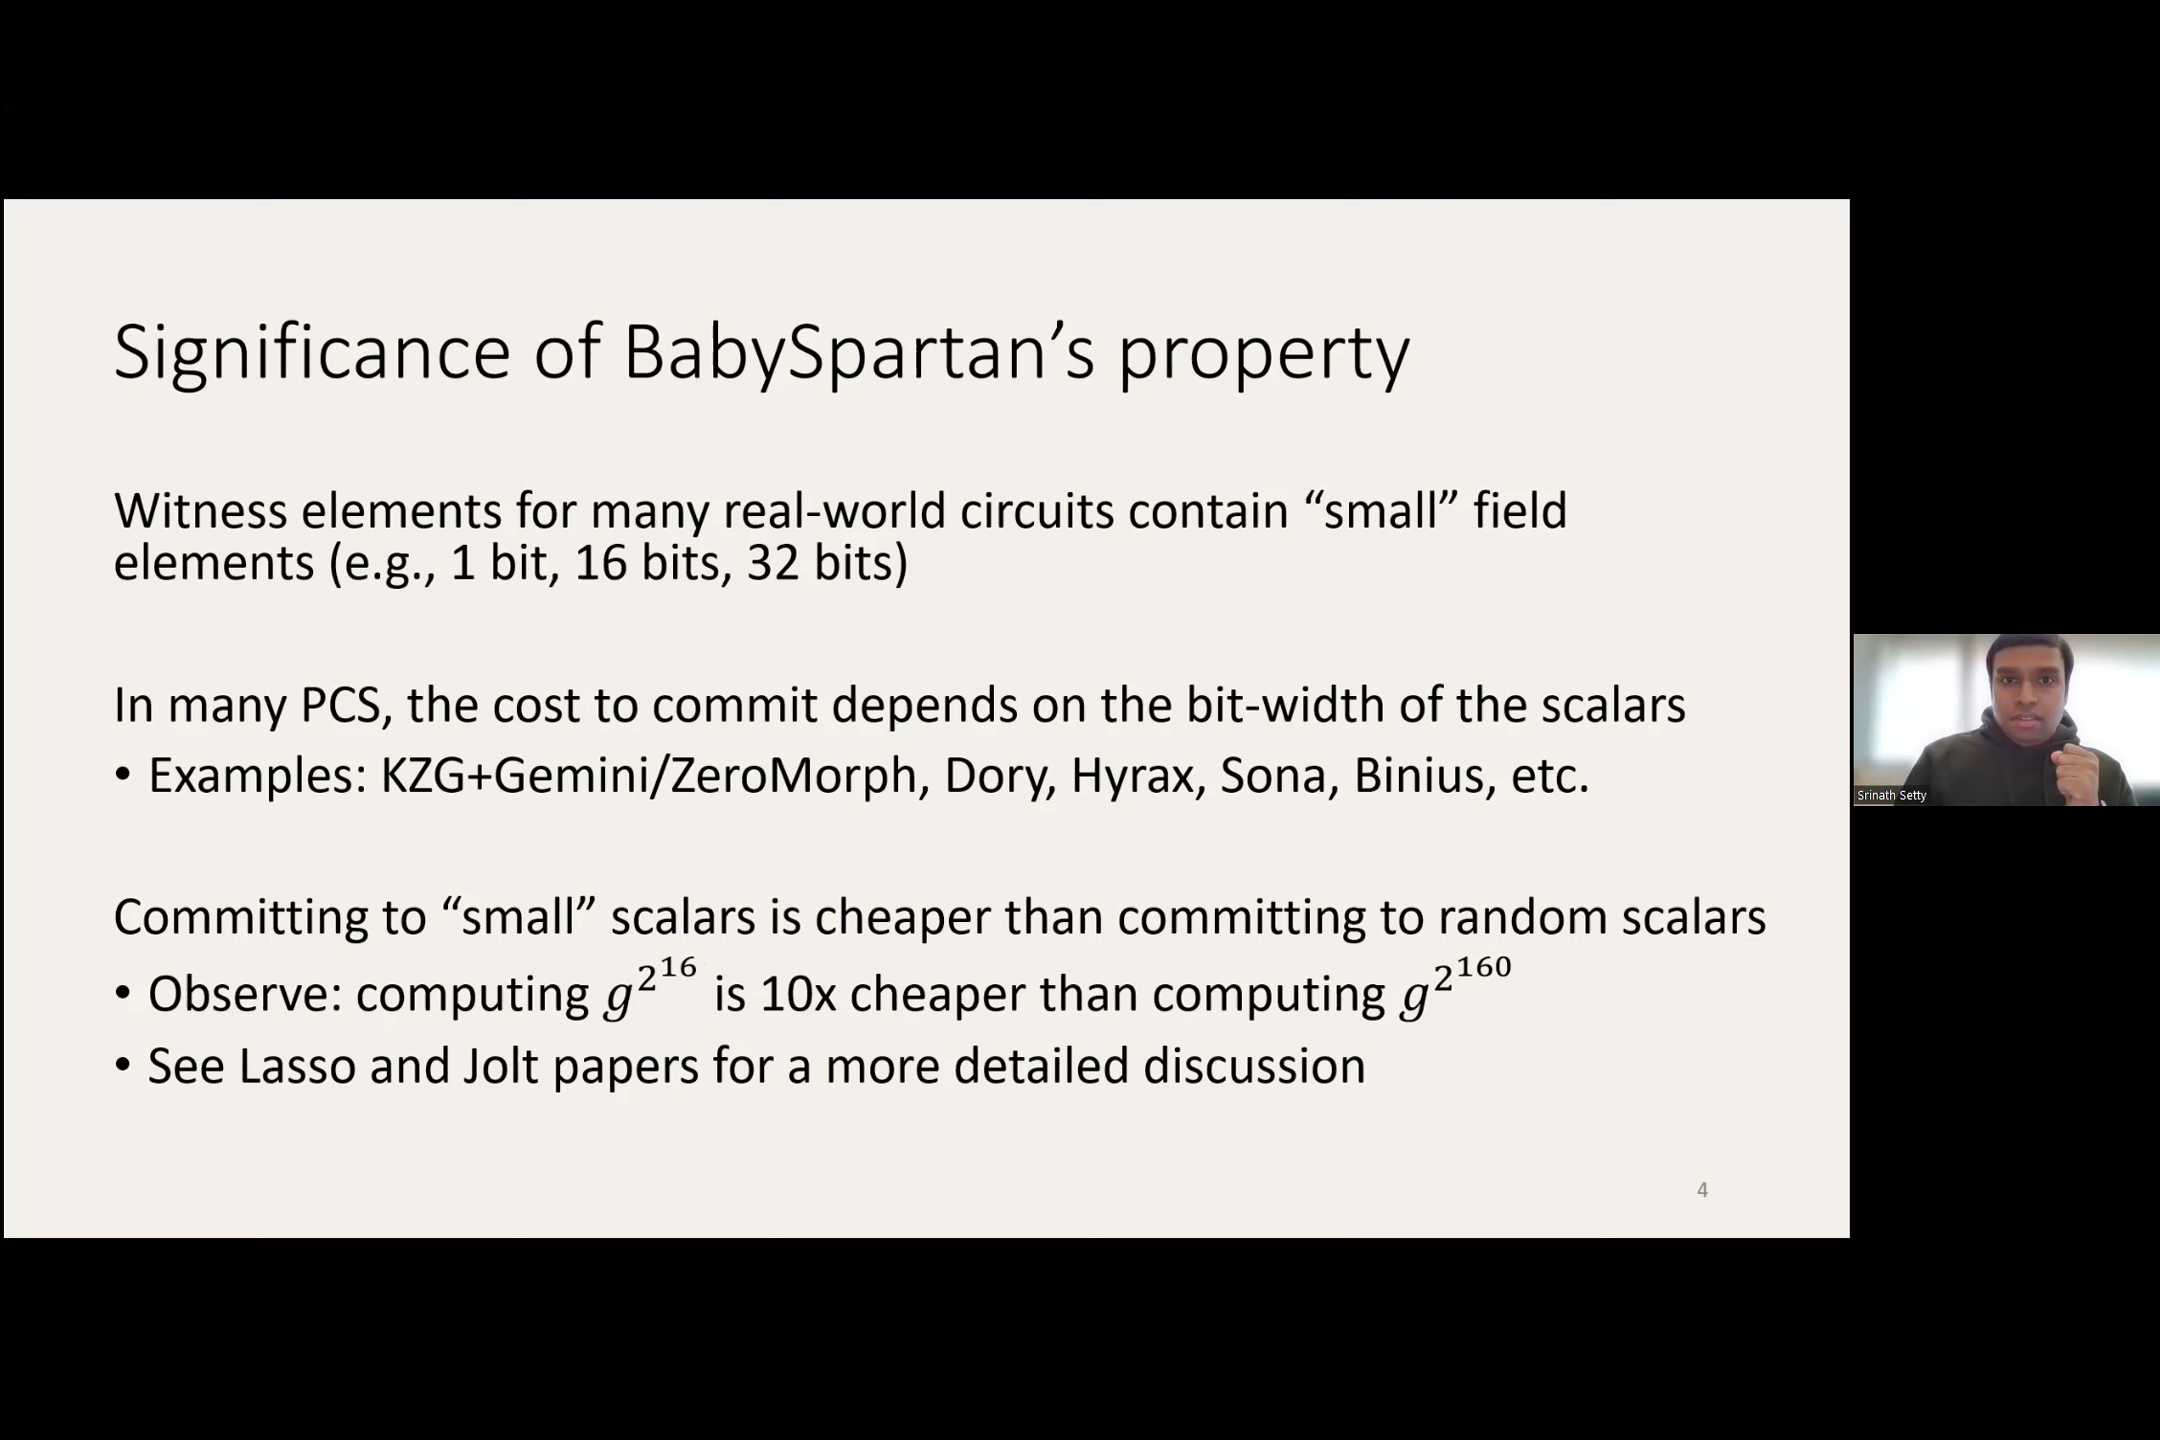 Significance of BabySpartan’s property
Witness elements for many real-world circuits contain “small” field
elements (e.g., 1 bit, 16 bits, 32 bits)
In many PCS, the cost to commit depends on the bit-width of the scalars
• Examples: KZG+Gemini/ZeroMorph, Dory, Hyrax, Sona, Binius, etc.
Committing to “small” scalars is cheaper than committing to random scalars
• Observe: computing $g^{2^{16}}$ is 10x cheaper than computing $g^{2^{160}}$
• See Lasso and Jolt papers for a more detailed discussion
4
Srinath Setty